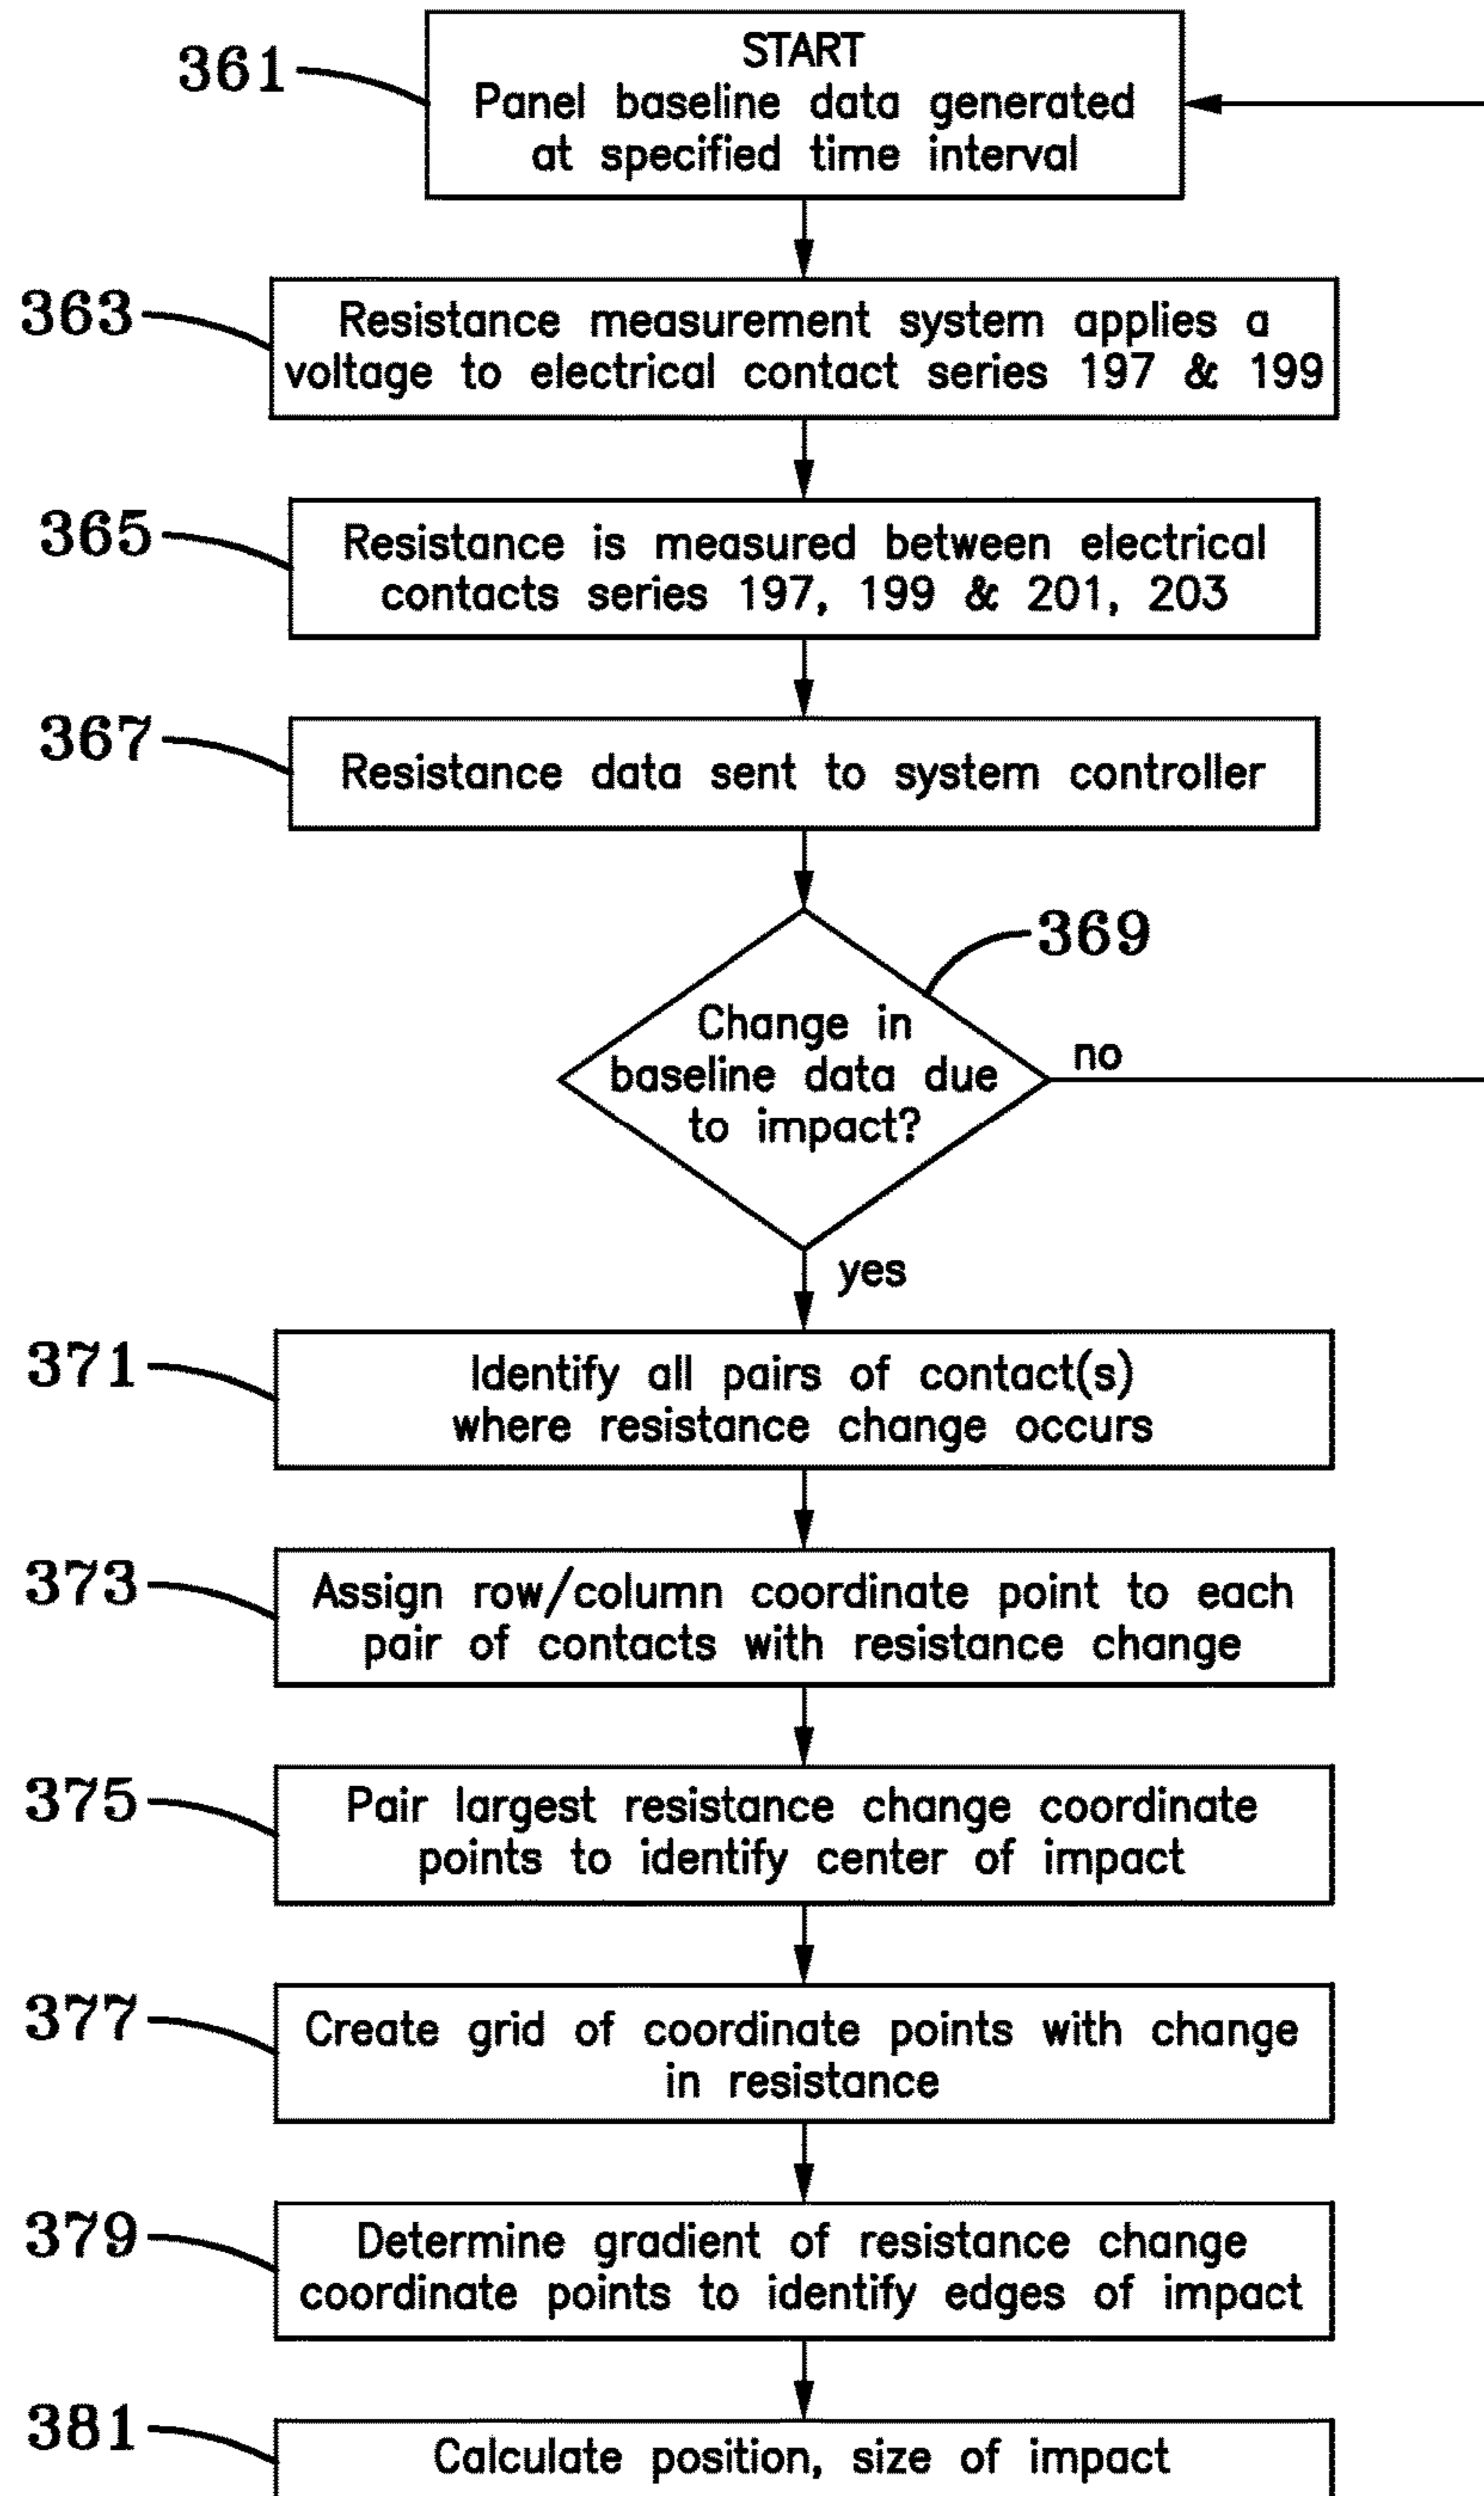 361
START
Panel baseline data generated
at specified time interval
363
Resistance measurement system applies a
voltage to electrical contact series 197 & 199
365
Resistance is measured between electrical
contacts series 197, 199 & 201, 203
367
Resistance data sent to system controller
369
Change in
baseline data due
to impact?
no
yes
371
Identify all pairs of contact(s)
where resistance change occurs
373
Assign row/column coordinate point to each
pair of contacts with resistance change
375
Pair largest resistance change coordinate
points to identify center of impact
377
Create grid of coordinate points with change
in resistance
379
Determine gradient of resistance change
coordinate points to identify edges of impact
381
Calculate position, size of impact